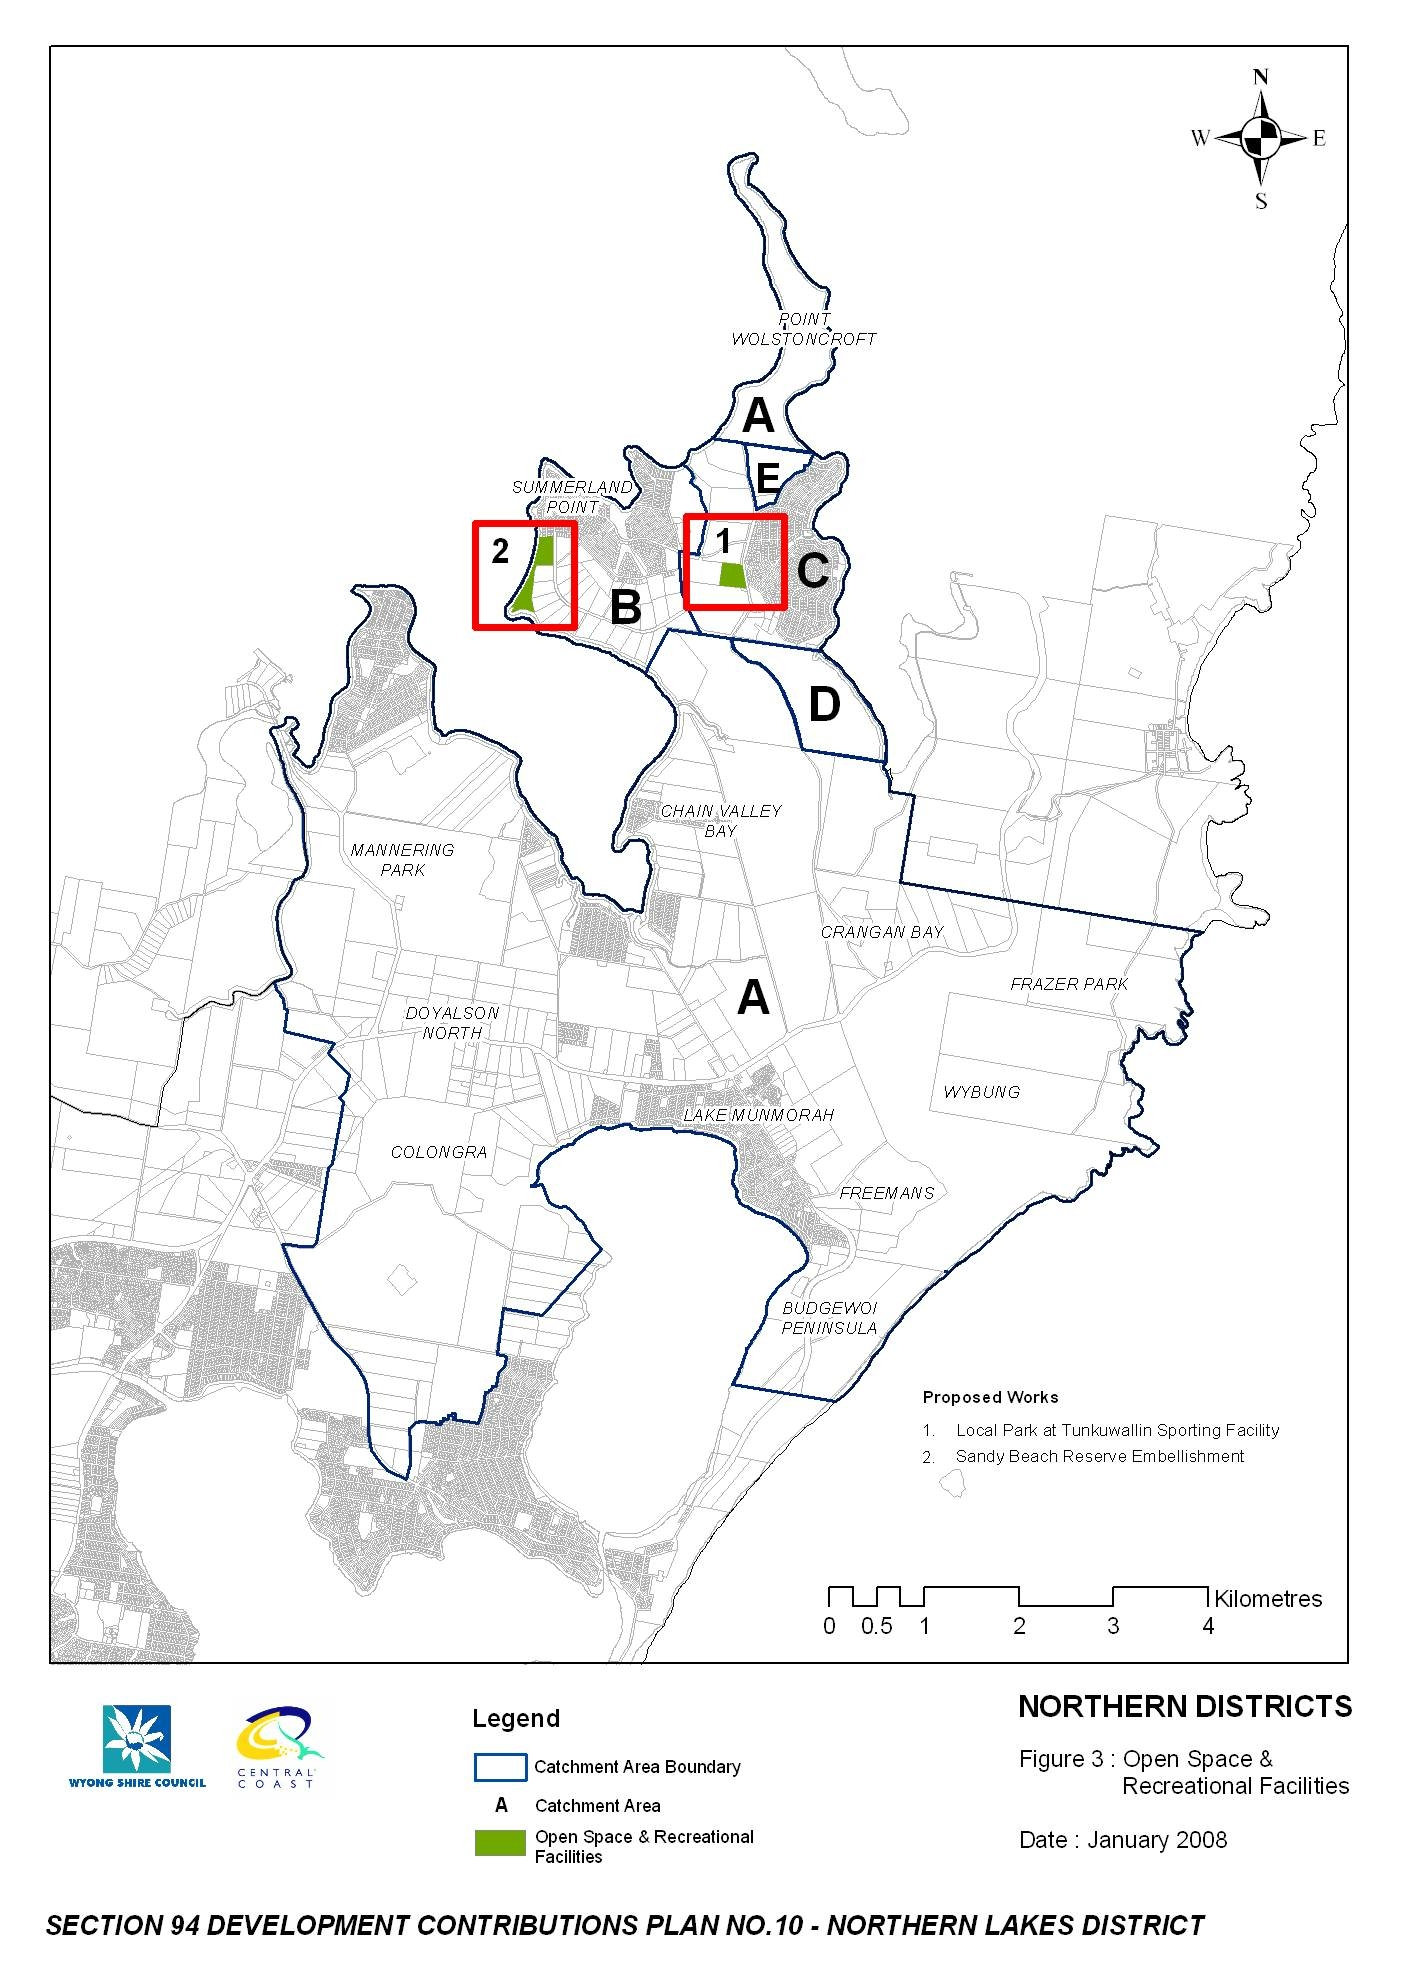 N
W E
S
POINT
WOLSTONCROFT
A
E
SUMMERLAND
POINT
2
1
C
B
D
CHAIN VALLEY
BAY
MANNERING
PARK
CRANGAN BAY
FRAZER PARK
A
DOYALSON
NORTH
WYBUNG
LAKE MUNMORAH
COLONGRA
FREEMANS
BUDGEWOI
PENINSULA
Proposed Works
1. Local Park at Tunkuwallin Sporting Facility
2. Sandy Beach Reserve Embellishment
Kilometres
0 0.5 1 2 3 4
WYONG SHIRE COUNCIL
CENTRAL
COAST
Legend
Catchment Area Boundary
A Catchment Area
Open Space & Recreational
Facilities
NORTHERN DISTRICTS
Figure 3 : Open Space &
Recreational Facilities
Date : January 2008
SECTION 94 DEVELOPMENT CONTRIBUTIONS PLAN NO.10 - NORTHERN LAKES DISTRICT